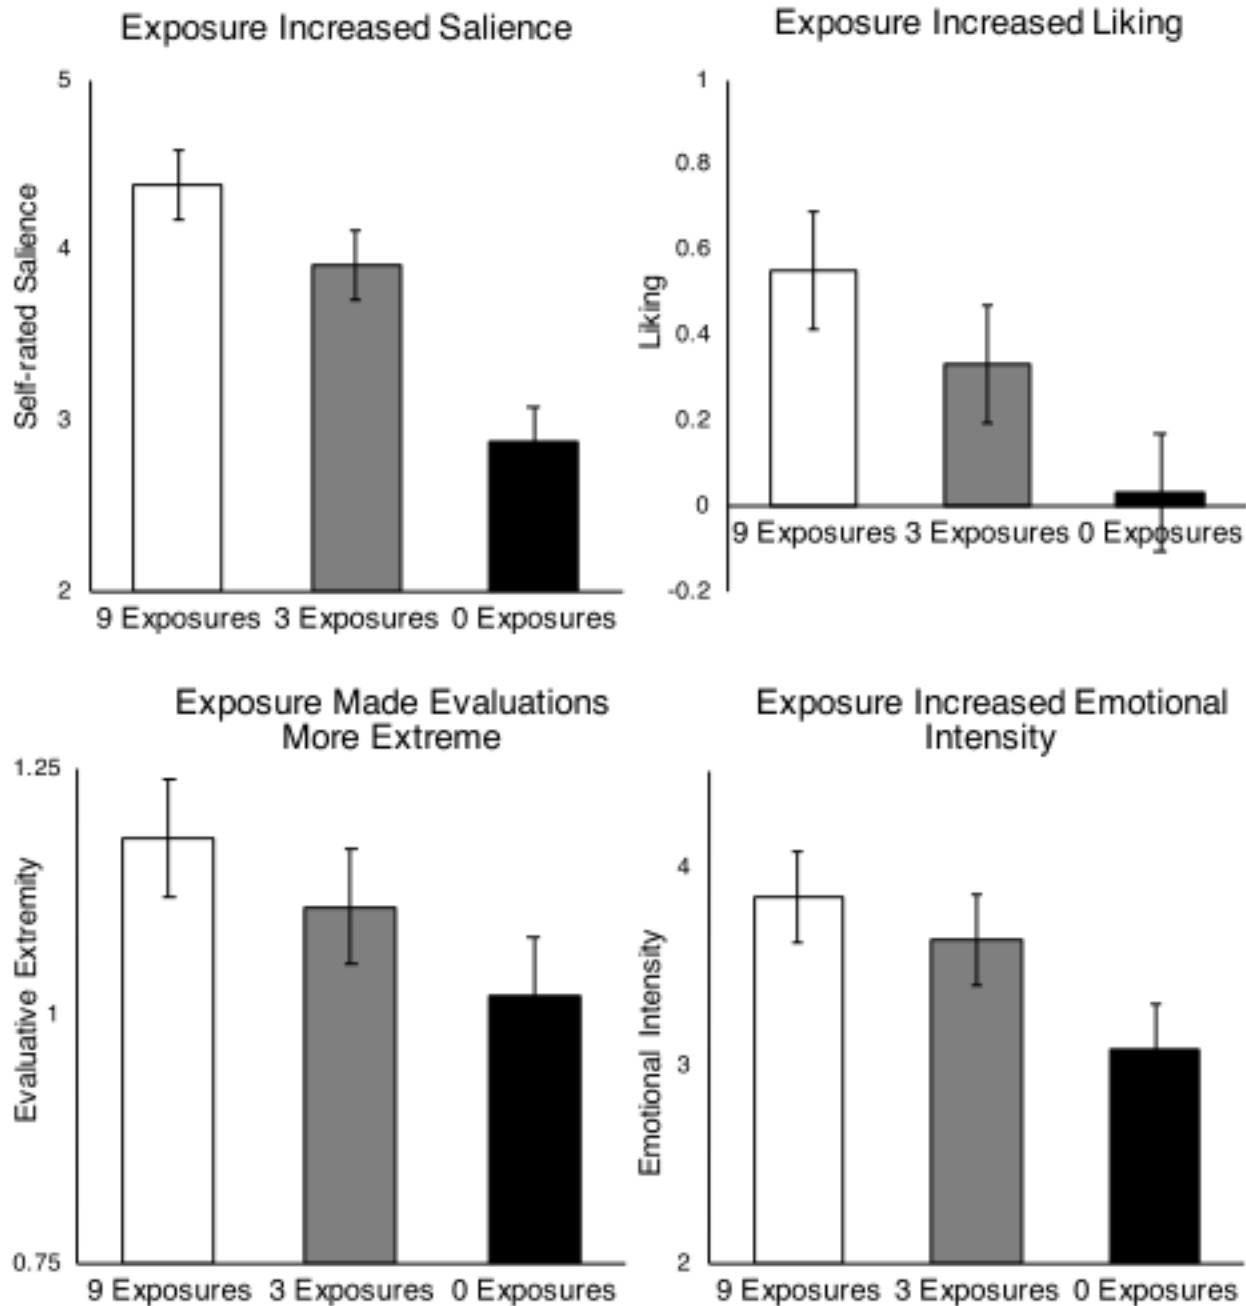 Exposure Increased Salience
5
4
3
2
Self-rated Salience
9 Exposures 3 Exposures 0 Exposures
Exposure Increased Liking
1
0.8
0.6
0.4
0.2
0
-0.2
Liking
9 Exposures 3 Exposures 0 Exposures
Exposure Made Evaluations
More Extreme
1.25
1
0.75
Evaluative Extremity
9 Exposures 3 Exposures 0 Exposures
Exposure Increased Emotional
Intensity
4
3
2
Emotional Intensity
9 Exposures 3 Exposures 0 Exposures